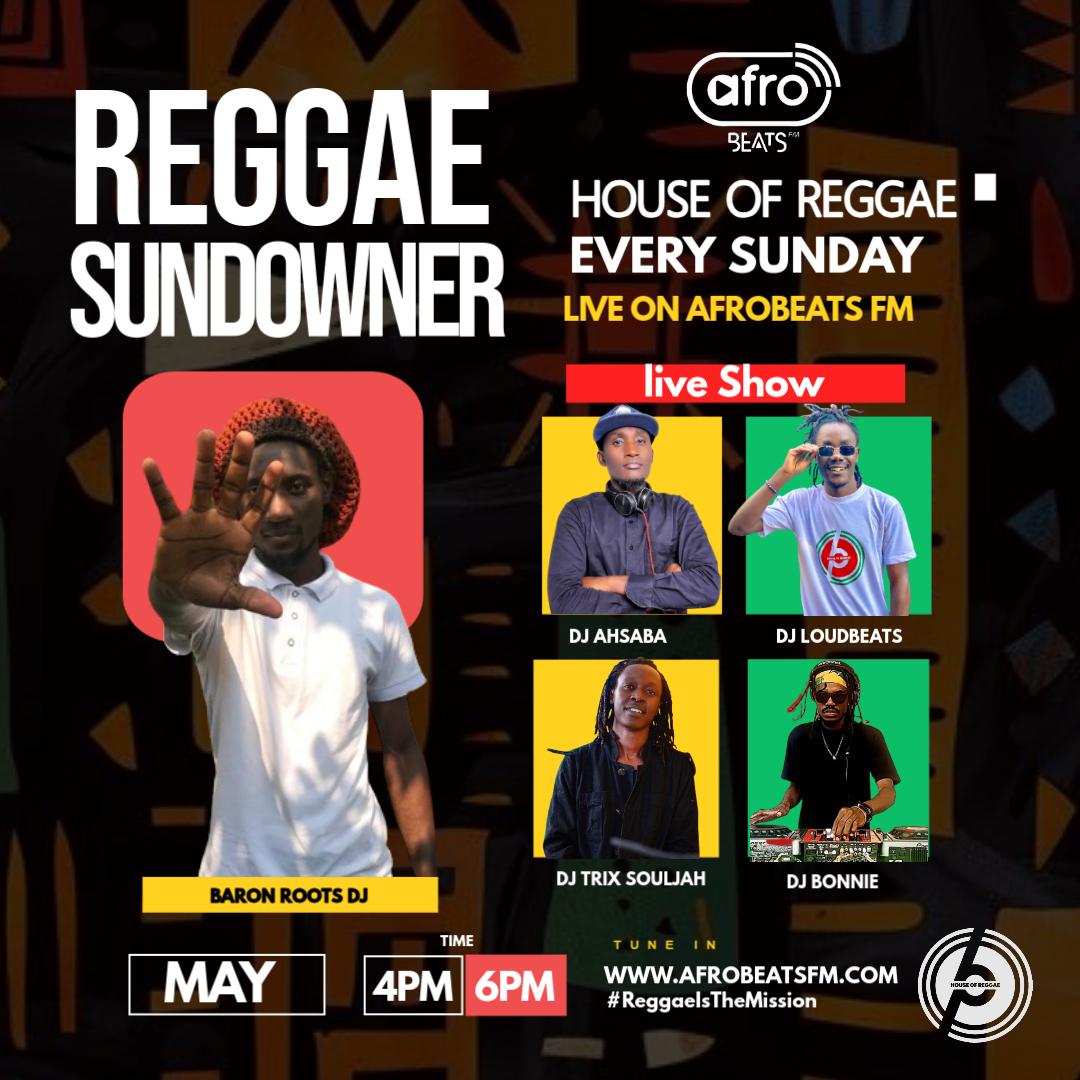 REGGAE
SUNDOWNER
afro
BEATS FM
HOUSE OF REGGAE
EVERY SUNDAY
LIVE ON AFROBEATS FM
live Show
DJ AHSABA
DJ LOUDBEATS
DJ TRIX SOULJAH
DJ BONNIE
BARON ROOTS DJ
MAY
TIME
4PM 6PM
TUNE IN
WWW.AFROBEATSFM.COM
#ReggaeIsTheMission
HOUSE OF REGGAE